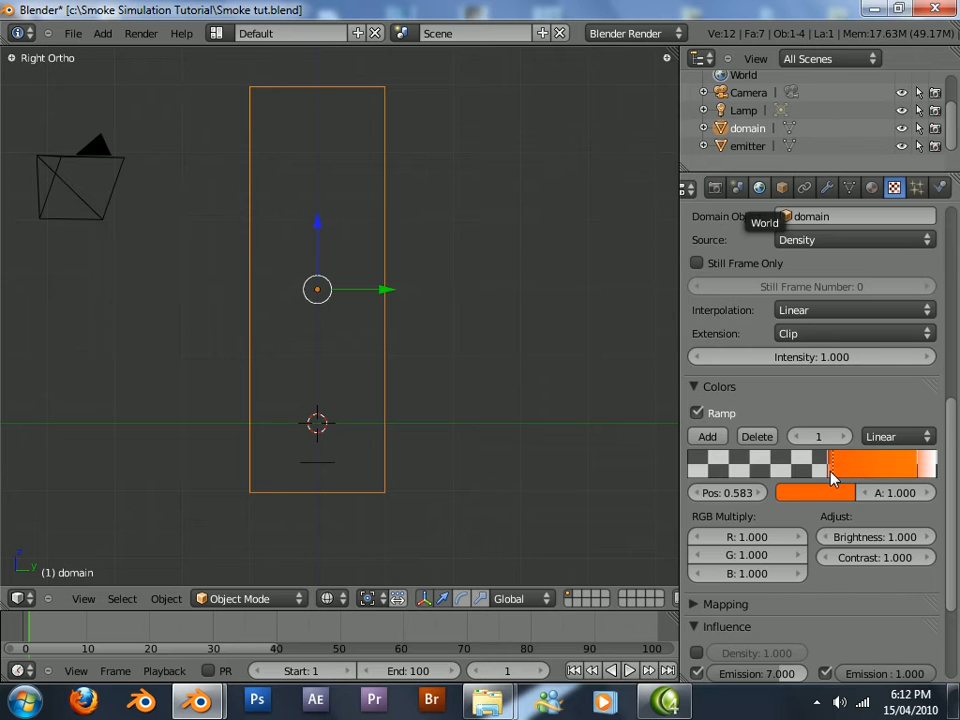 Blender* [c:\Smoke Simulation Tutorial\Smoke tut.blend]
File Add Render Help Default Scene Blender Render Ve:12 | Fa:7 | Ob:1-4 | La:1 | Mem:17.63M (49.17M)
Right Ortho
View All Scenes
World
Camera
Lamp
domain
emitter
Domain Ob domain
World
Source: Density
Still Frame Only
Still Frame Number: 0
Interpolation: Linear
Extension: Clip
Intensity: 1.000
Colors
Ramp
Add Delete 1 Linear
Pos: 0.583 A: 1.000
RGB Multiply: Adjust:
R: 1.000 Brightness: 1.000
G: 1.000 Contrast: 1.000
B: 1.000
z
y
(1) domain
Mapping
View Select Object Object Mode Global
Influence
0 10 20 30 40 50 60 70 80 90 100
Density: 1.000
View Frame Playback PR Start: 1 End: 100 1
Emission: 7.000 Emission : 1.000
Ps AE Pr Br
6:12 PM
15/04/2010